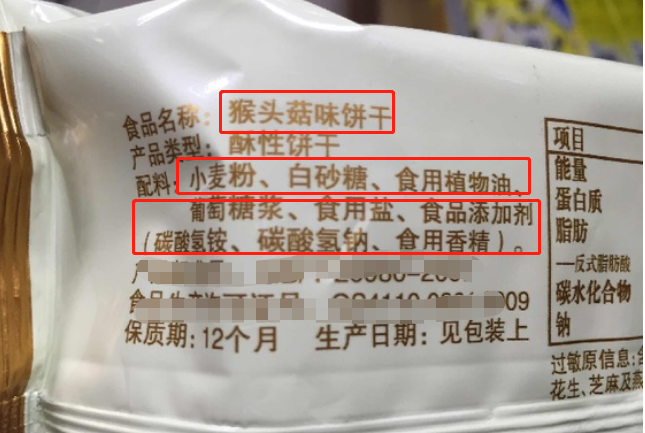 食品名称：猴头菇味饼干
产品类型：酥性饼干
配料：小麦粉、白砂糖、食用植物油、
葡萄糖浆、食用盐、食品添加剂
（碳酸氢铵、碳酸氢钠、食用香精）。
保质期：12个月 生产日期：见包装上
项目
能量
蛋白质
脂肪
—反式脂肪酸
碳水化合物
钠
过敏原信息：
花生、芝麻及燕